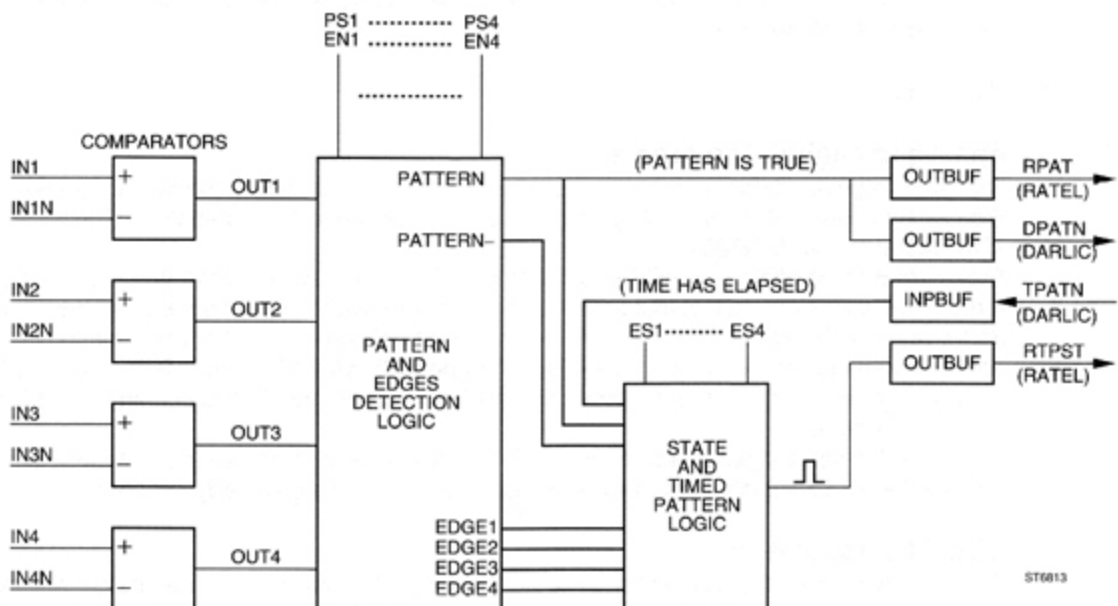 PS1 ............ PS4
EN1 ............ EN4
...............
COMPARATORS
IN1
IN1N
+
−
OUT1
IN2
IN2N
+
−
OUT2
IN3
IN3N
+
−
OUT3
IN4
IN4N
+
−
OUT4
PATTERN
PATTERN−
PATTERN
AND
EDGES
DETECTION
LOGIC
EDGE1
EDGE2
EDGE3
EDGE4
(PATTERN IS TRUE)
(TIME HAS ELAPSED)
ES1 ........ ES4
STATE
AND
TIMED
PATTERN
LOGIC
OUTBUF
RPAT
(RATEL)
OUTBUF
DPATN
(DARLIC)
INPBUF
TPATN
(DARLIC)
OUTBUF
RTPST
(RATEL)
ST6813